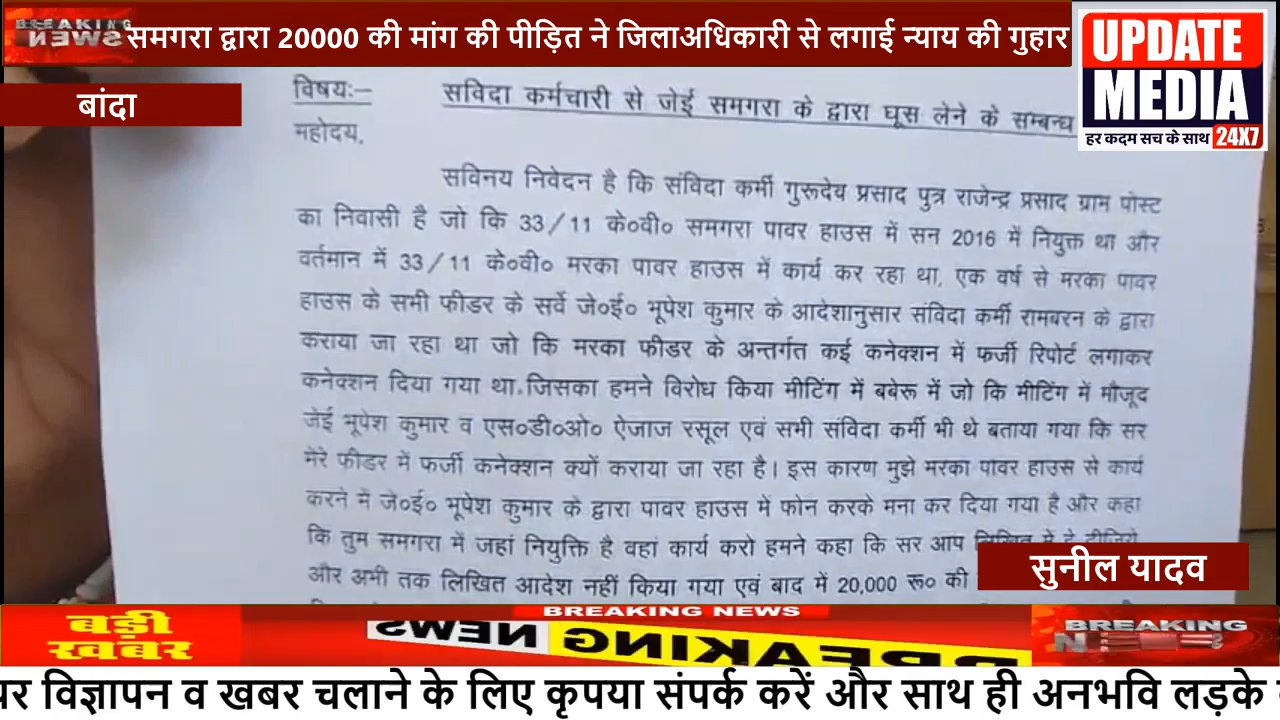 BREAKING
NEWS
समगरा द्वारा 20000 की मांग की पीड़ित ने जिलाअधिकारी से लगाई न्याय की गुहार
UPDATE
MEDIA
हर कदम सच के साथ 24X7
बांदा
विषयः— सविदा कर्मचारी से जेई समगरा के द्वारा घूस लेने के सम्बन्ध
महोदय,
सविनय निवेदन है कि संविदा कर्मी गुरूदेव प्रसाद पुत्र राजेन्द्र प्रसाद ग्राम पोस्ट
का निवासी है जो कि 33/11 के०वी० समगरा पावर हाउस में सन 2016 में नियुक्त था और
वर्तमान में 33/11 के०वी० मरका पावर हाउस में कार्य कर रहा था, एक वर्ष से मरका पावर
हाउस के सभी फीडर के सर्वे जे०ई० भूपेश कुमार के आदेशानुसार संविदा कर्मी रामबरन के द्वारा
कराया जा रहा था जो कि मरका फीडर के अन्तर्गत कई कनेक्शन में फर्जी रिपोर्ट लगाकर
कनेक्शन दिया गया था,जिसका हमने विरोध किया मीटिंग में बबेरू में जो कि मीटिंग में मौजूद
जेई भूपेश कुमार व एस०डी०ओ० ऐजाज रसूल एवं सभी संविदा कर्मी भी थे बताया गया कि सर
मेरे फीडर में फर्जी कनेक्शन क्यों कराया जा रहा है। इस कारण मुझे मरका पावर हाउस से कार्य
करने में जे०ई० भूपेश कुमार के द्वारा पावर हाउस में फोन करके मना कर दिया गया है और कहा
कि तुम समगरा में जहां नियुक्ति है वहां कार्य करो हमने कहा कि सर आप
और अभी तक लिखित आदेश नहीं किया गया एवं बाद में 20,000 रू० की
सुनील यादव
बड़ी
खबर
BREAKING NEWS
BREAKING NEWS
BREAKING
पर विज्ञापन व खबर चलाने के लिए कृपया संपर्क करें और साथ ही अनभवि लड़के